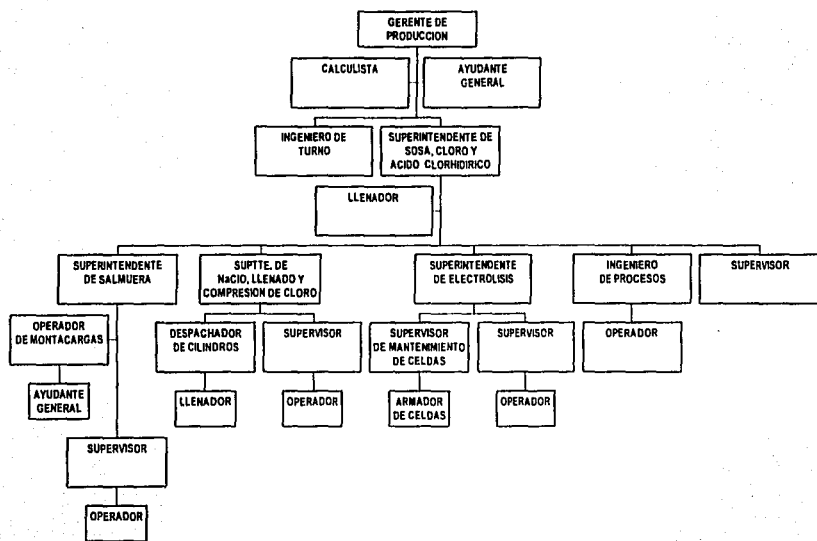 GERENTE DE
PRODUCCION
CALCULISTA
AYUDANTE
GENERAL
INGENIERO DE
TURNO
SUPERINTENDENTE DE
SOSA, CLORO Y
ACIDO CLORHIDIRICO
LLENADOR
SUPERINTENDENTE
DE SALMUERA
SUPTTE. DE
NaClO, LLENADO Y
COMPRESION DE CLORO
SUPERINTENDENTE
DE ELECTROLISIS
INGENIERO
DE PROCESOS
SUPERVISOR
OPERADOR
DE MONTACARGAS
DESPACHADOR
DE CILINDROS
SUPERVISOR
SUPERVISOR
DE MANTENIMIENTO
DE CELDAS
SUPERVISOR
OPERADOR
AYUDANTE
GENERAL
LLENADOR
OPERADOR
ARMADOR
DE CELDAS
OPERADOR
SUPERVISOR
OPERADOR